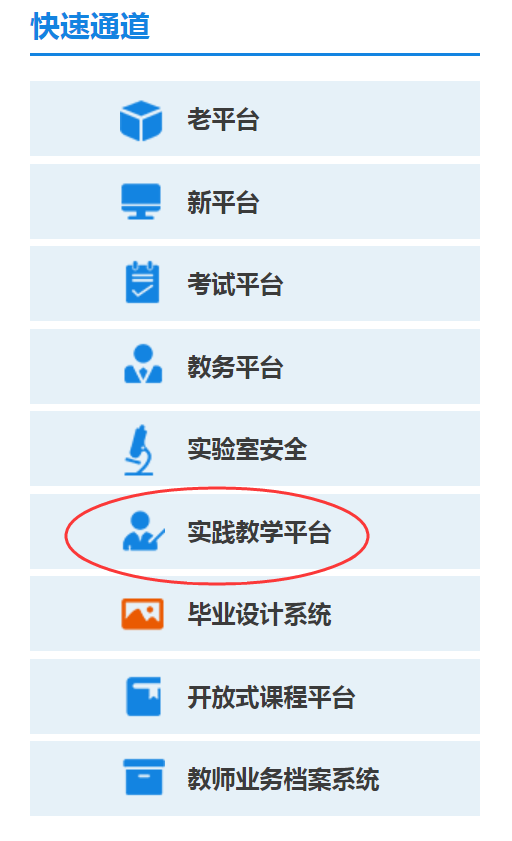 快速通道
老平台
新平台
考试平台
教务平台
实验室安全
实践教学平台
毕业设计系统
开放式课程平台
教师业务档案系统